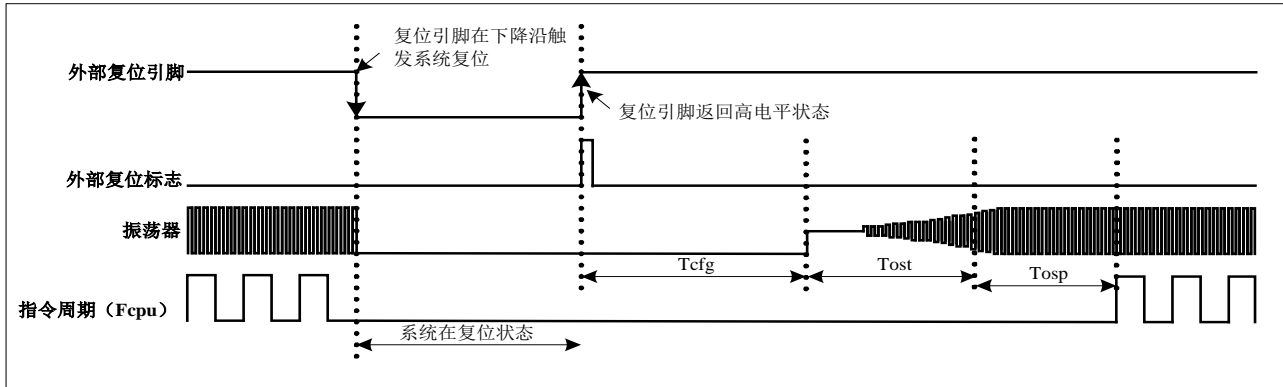 复位引脚在下降沿触
发系统复位
外部复位引脚
复位引脚返回高电平状态
外部复位标志
振荡器
Tcfg
Tost
Tosp
指令周期（Fcpu）
系统在复位状态